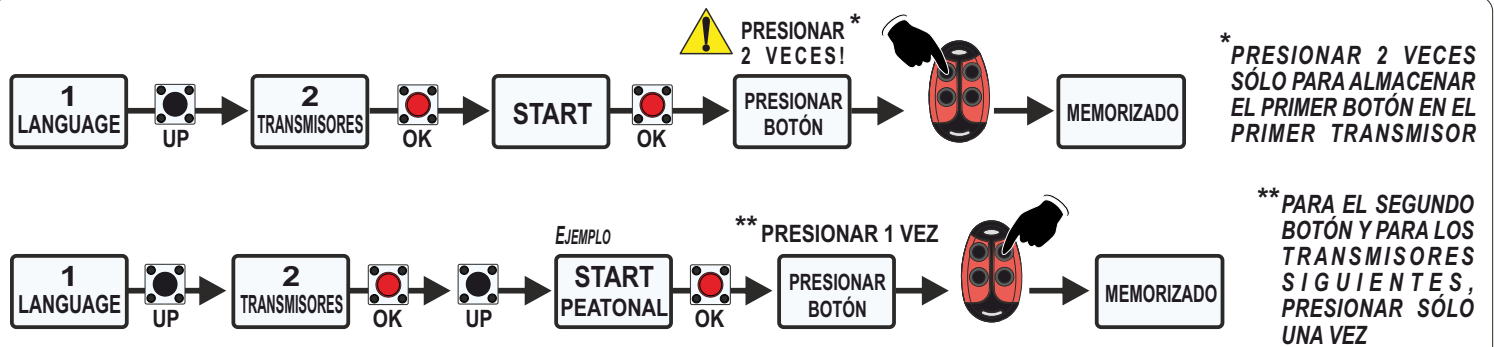 PRESIONAR *
2 VECES!
1
LANGUAGE
UP
2
TRANSMISORES
OK
START
OK
PRESIONAR
BOTÓN
MEMORIZADO
*PRESIONAR 2 VECES
SÓLO PARA ALMACENAR
EL PRIMER BOTÓN EN EL
PRIMER TRANSMISOR
1
LANGUAGE
UP
2
TRANSMISORES
OK
UP
EJEMPLO
START
PEATONAL
OK
** PRESIONAR 1 VEZ
PRESIONAR
BOTÓN
MEMORIZADO
**PARA EL SEGUNDO
BOTÓN Y PARA LOS
TRANSMISORES
SIGUIENTES,
PRESIONAR SÓLO
UNA VEZ